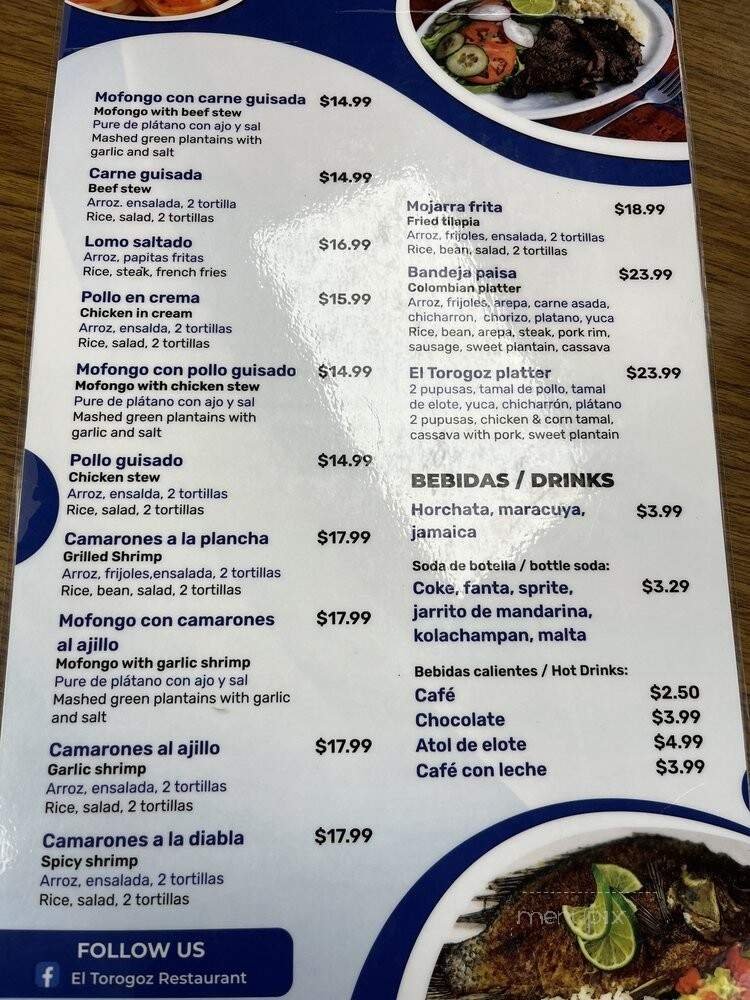 Mofongo con carne guisada $14.99
Mofongo with beef stew
Pure de plátano con ajo y sal
Mashed green plantains with
garlic and salt
Carne guisada $14.99
Beef stew
Arroz. ensalada, 2 tortilla
Rice, salad, 2 tortillas
Lomo saltado $16.99
Arroz, papitas fritas
Rice, steak, french fries
Pollo en crema $15.99
Chicken in cream
Arroz, ensalda, 2 tortillas
Rice, salad, 2 tortillas
Mofongo con pollo guisado $14.99
Mofongo with chicken stew
Pure de plátano con ajo y sal
Mashed green plantains with
garlic and salt
Pollo guisado $14.99
Chicken stew
Arroz, ensalda, 2 tortillas
Rice, salad, 2 tortillas
Camarones a la plancha $17.99
Grilled Shrimp
Arroz, frijoles,ensalada, 2 tortillas
Rice, bean, salad, 2 tortillas
Mofongo con camarones $17.99
al ajillo
Mofongo with garlic shrimp
Pure de plátano con ajo y sal
Mashed green plantains with garlic
and salt
Camarones al ajillo $17.99
Garlic shrimp
Arroz, ensalada, 2 tortillas
Rice, salad, 2 tortillas
Camarones a la diabla $17.99
Spicy shrimp
Arroz, ensalada, 2 tortillas
Rice, salad, 2 tortillas
FOLLOW US
f El Torogoz Restaurant
Mojarra frita $18.99
Fried tilapia
Arroz, frijoles, ensalada, 2 tortillas
Rice, bean, salad, 2 tortillas
Bandeja paisa $23.99
Colombian platter
Arroz, frijoles, arepa, carne asada,
chicharron, chorizo, platano, yuca
Rice, bean, arepa, steak, pork rim,
sausage, sweet plantain, cassava
El Torogoz platter $23.99
2 pupusas, tamal de pollo, tamal
de elote, yuca, chicharrón, plátano
2 pupusas, chicken & corn tamal,
cassava with pork, sweet plantain
BEBIDAS / DRINKS
Horchata, maracuya, $3.99
jamaica
Soda de botella / bottle soda:
Coke, fanta, sprite, $3.29
jarrito de mandarina,
kolachampan, malta
Bebidas calientes / Hot Drinks:
Café $2.50
Chocolate $3.99
Atol de elote $4.99
Café con leche $3.99
menupix